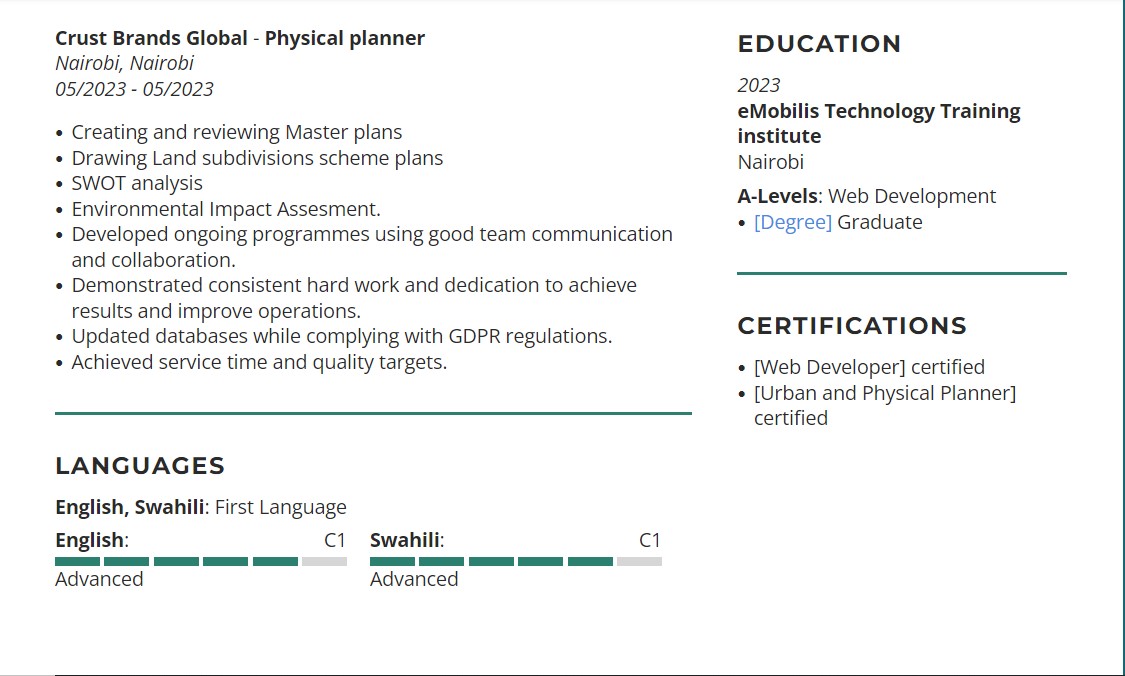 Crust Brands Global - Physical planner
Nairobi, Nairobi
05/2023 - 05/2023
• Creating and reviewing Master plans
• Drawing Land subdivisions scheme plans
• SWOT analysis
• Environmental Impact Assesment.
• Developed ongoing programmes using good team communication
and collaboration.
• Demonstrated consistent hard work and dedication to achieve
results and improve operations.
• Updated databases while complying with GDPR regulations.
• Achieved service time and quality targets.
LANGUAGES
English, Swahili: First Language
English: C1
Advanced
Swahili: C1
Advanced
EDUCATION
2023
eMobilis Technology Training
institute
Nairobi
A-Levels: Web Development
• [Degree] Graduate
CERTIFICATIONS
• [Web Developer] certified
• [Urban and Physical Planner]
certified